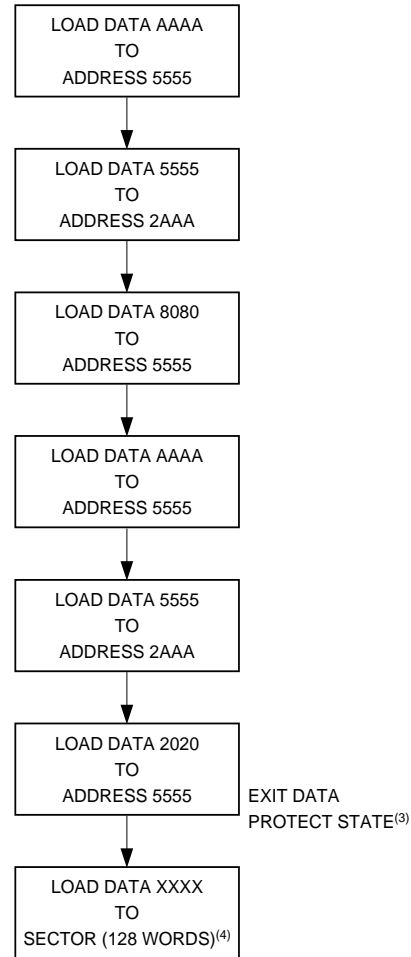 LOAD DATA AAAA
TO
ADDRESS 5555
LOAD DATA 5555
TO
ADDRESS 2AAA
LOAD DATA 8080
TO
ADDRESS 5555
LOAD DATA AAAA
TO
ADDRESS 5555
LOAD DATA 5555
TO
ADDRESS 2AAA
LOAD DATA 2020
TO
ADDRESS 5555
EXIT DATA
PROTECT STATE(3)
LOAD DATA XXXX
TO
SECTOR (128 WORDS)(4)